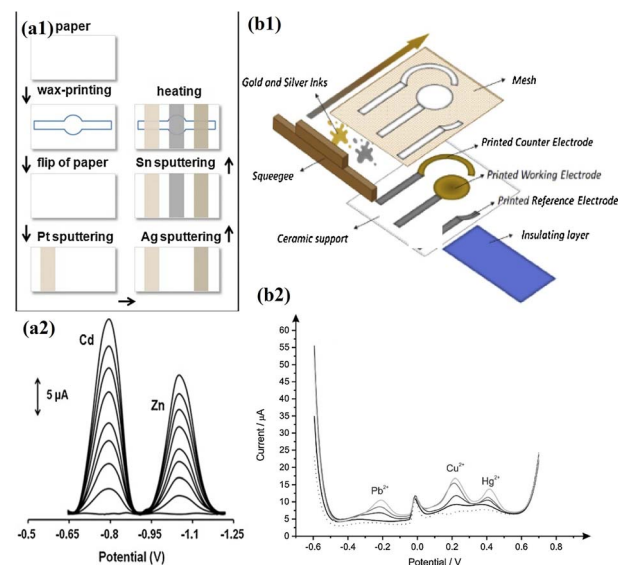 (a1)
paper
wax-printing
heating
flip of paper
Sn sputtering
Pt sputtering
Ag sputtering
(b1)
Gold and Silver Inks
Mesh
Squeegee
Printed Counter Electrode
Printed Working Electrode
Printed Reference Electrode
Ceramic support
Insulating layer
(a2)
Cd
5 µA
Zn
-0.5
-0.65
-0.8
-0.95
-1.1
-1.25
Potential (V)
(b2)
60
55
50
45
40
35
30
25
20
15
10
5
0
Current / µA
Pb²⁺
Cu²⁺
Hg²⁺
-0.6
-0.4
-0.2
0.0
0.2
0.4
0.6
0.8
Potential / V